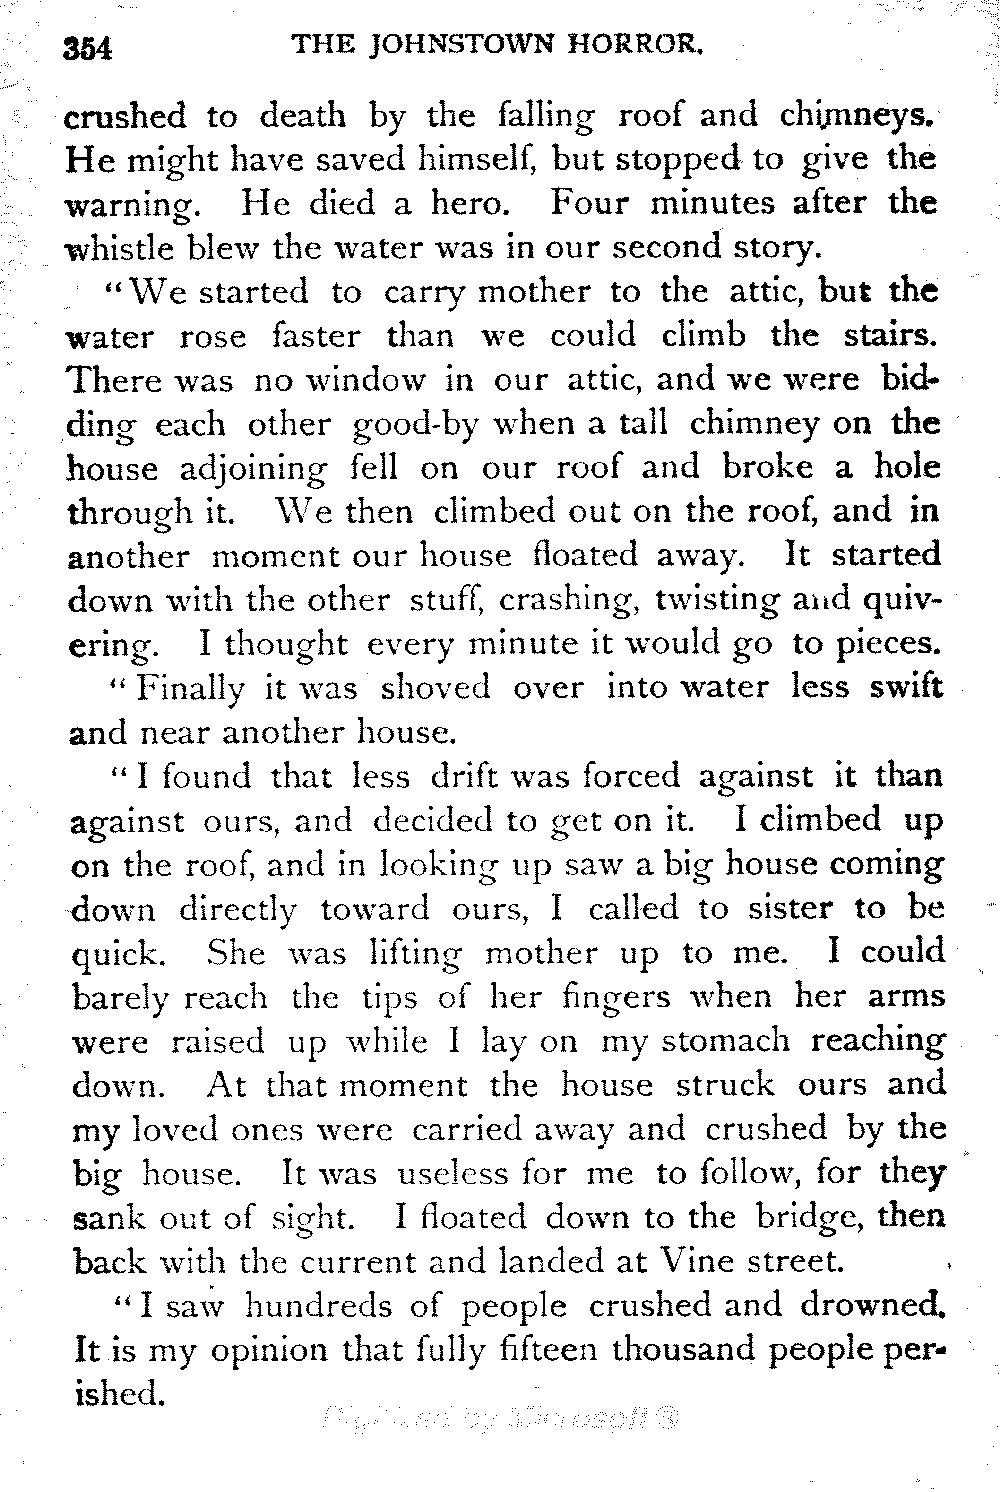 354 THE JOHNSTOWN HORROR.
crushed to death by the falling roof and chimneys.
He might have saved himself, but stopped to give the
warning. He died a hero. Four minutes after the
whistle blew the water was in our second story.
"We started to carry mother to the attic, but the
water rose faster than we could climb the stairs.
There was no window in our attic, and we were bid-
ding each other good-by when a tall chimney on the
house adjoining fell on our roof and broke a hole
through it. We then climbed out on the roof, and in
another moment our house floated away. It started
down with the other stuff, crashing, twisting and quiv-
ering. I thought every minute it would go to pieces.
"Finally it was shoved over into water less swift
and near another house.
"I found that less drift was forced against it than
against ours, and decided to get on it. I climbed up
on the roof, and in looking up saw a big house coming
down directly toward ours, I called to sister to be
quick. She was lifting mother up to me. I could
barely reach the tips of her fingers when her arms
were raised up while I lay on my stomach reaching
down. At that moment the house struck ours and
my loved ones were carried away and crushed by the
big house. It was useless for me to follow, for they
sank out of sight. I floated down to the bridge, then
back with the current and landed at Vine street.
"I saw hundreds of people crushed and drowned.
It is my opinion that fully fifteen thousand people per-
ished.
Digitized by Microsoft ®